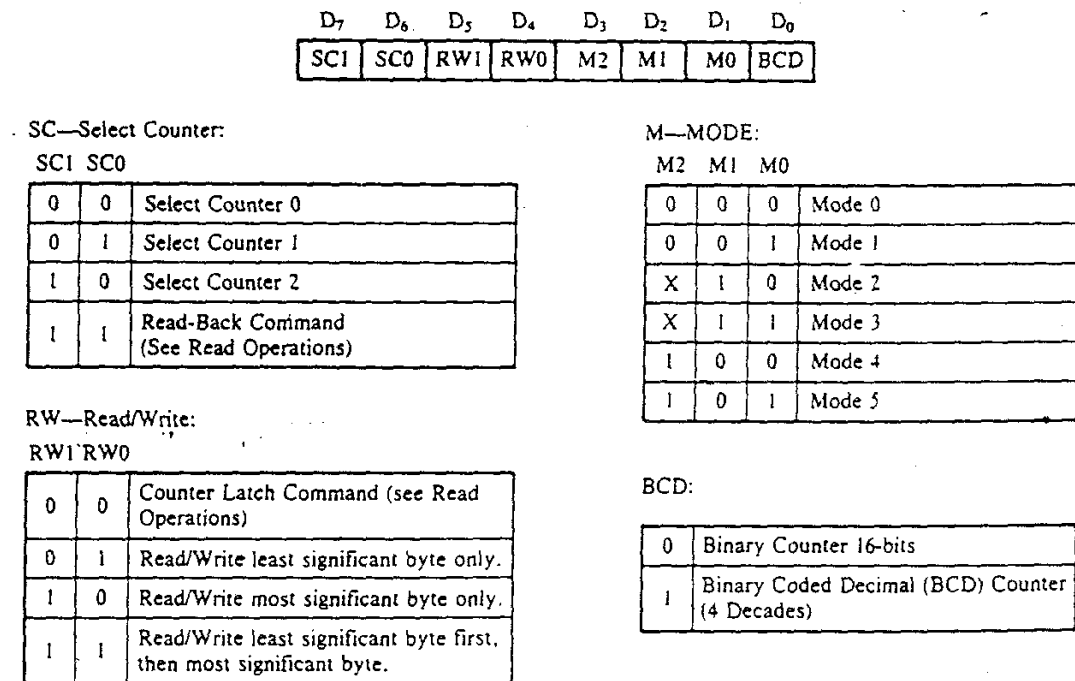 D₇ D₆ D₅ D₄ D₃ D₂ D₁ D₀
SC1 SC0 RW1 RW0 M2 M1 M0 BCD
SC—Select Counter:
SC1 SC0
0 0 Select Counter 0
0 1 Select Counter 1
1 0 Select Counter 2
1 1 Read-Back Command
(See Read Operations)
RW—Read/Write:
RW1 RW0
0 0 Counter Latch Command (see Read
Operations)
0 1 Read/Write least significant byte only.
1 0 Read/Write most significant byte only.
1 1 Read/Write least significant byte first,
then most significant byte.
M—MODE:
M2 M1 M0
0 0 0 Mode 0
0 0 1 Mode 1
X 1 0 Mode 2
X 1 1 Mode 3
1 0 0 Mode 4
1 0 1 Mode 5
BCD:
0 Binary Counter 16-bits
1 Binary Coded Decimal (BCD) Counter
(4 Decades)